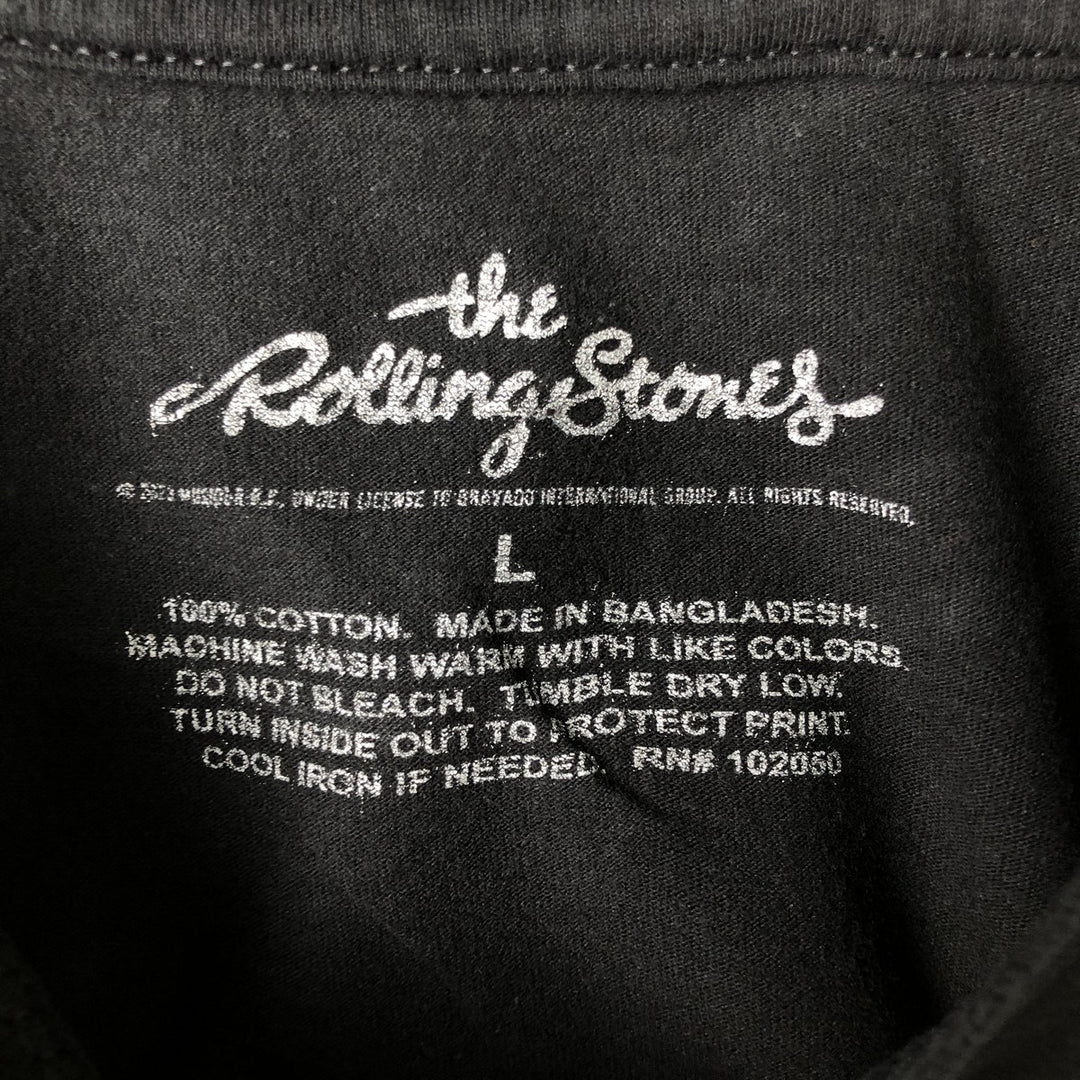 the
Rolling Stones
© MUSIDOR B.V. UNDER LICENSE TO BRAVADO INTERNATIONAL GROUP. ALL RIGHTS RESERVED.
L
100% COTTON. MADE IN BANGLADESH.
MACHINE WASH WARM WITH LIKE COLORS.
DO NOT BLEACH. TUMBLE DRY LOW.
TURN INSIDE OUT TO PROTECT PRINT.
COOL IRON IF NEEDED. RN# 102060